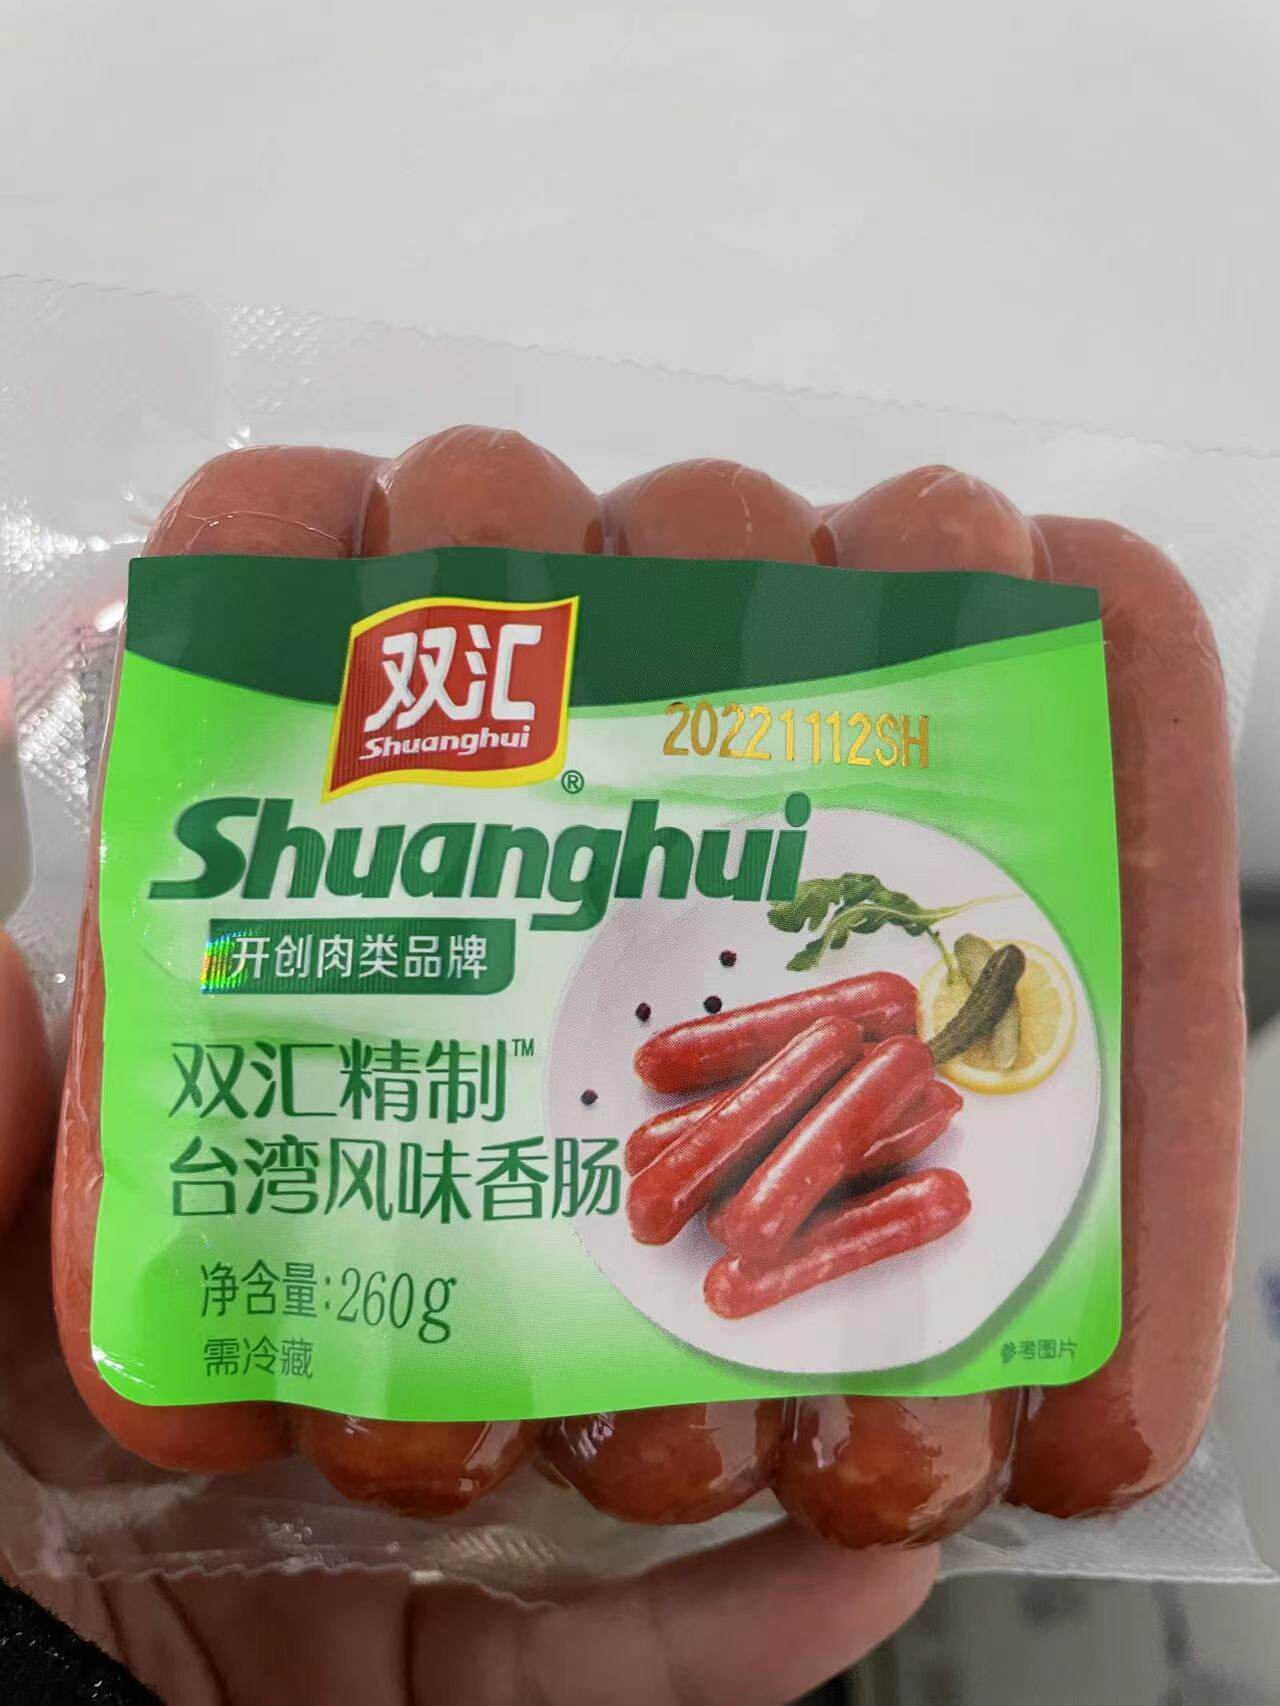 双汇
Shuanghui
®
20221112SH
Shuanghui
开创肉类品牌
双汇精制™
台湾风味香肠
净含量:260g
需冷藏
参考图片